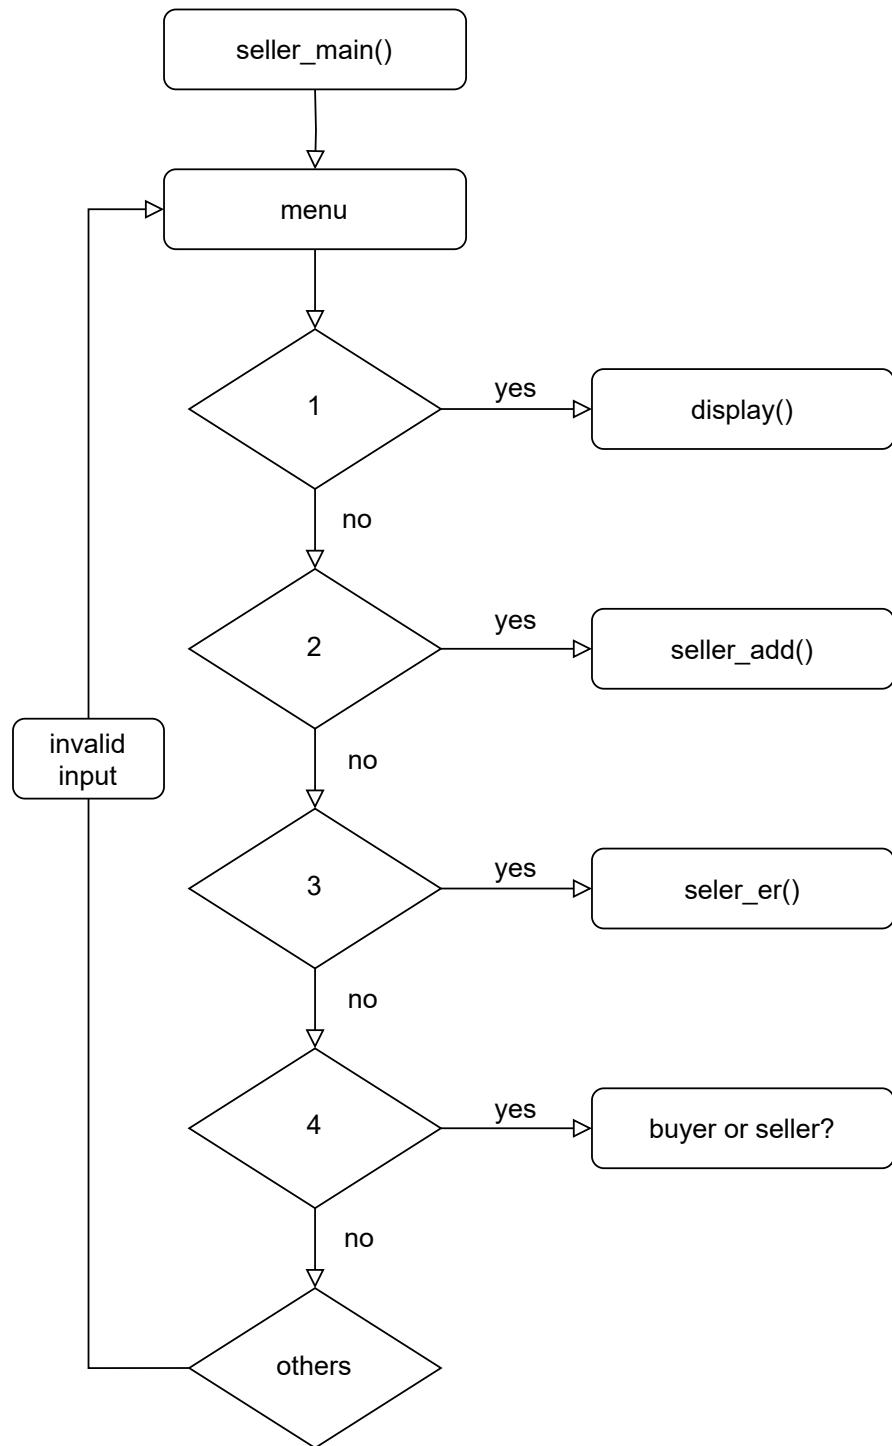 seller_main()
menu
1
yes
display()
no
2
yes
seller_add()
invalid
input
no
3
yes
seler_er()
no
4
yes
buyer or seller?
no
others